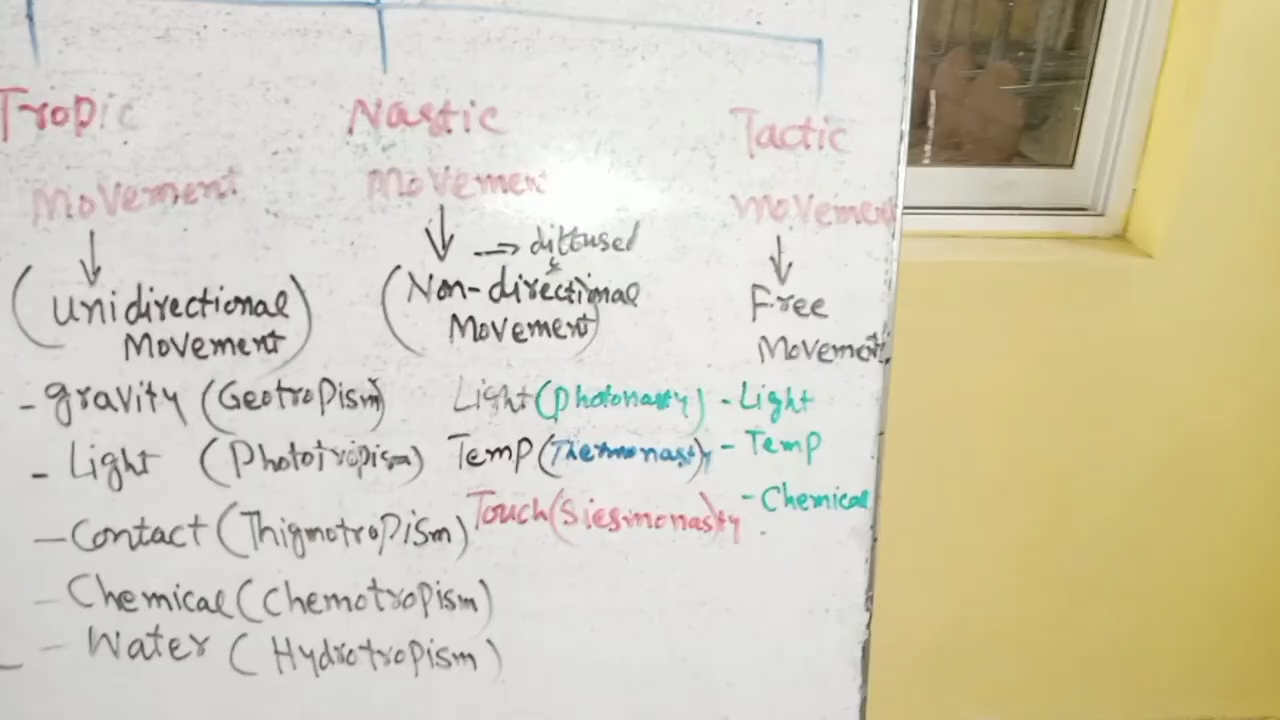 Tropic
Movement
Unidirectional
Movement
- gravity (Geotropism)
- Light (Phototropism)
- Contact (ThigmotroPiSm)
- Chemical (Chemotropism)
- Water (Hydrotropism)
Nastic
Movement
→ diffused
(Non-directional
Movement)
Light (Photonasty)
Temp (Thermonasty
Touch (Siesmonasty
Tactic
Movement
Free
Movement
- Light
- Temp
- Chemical